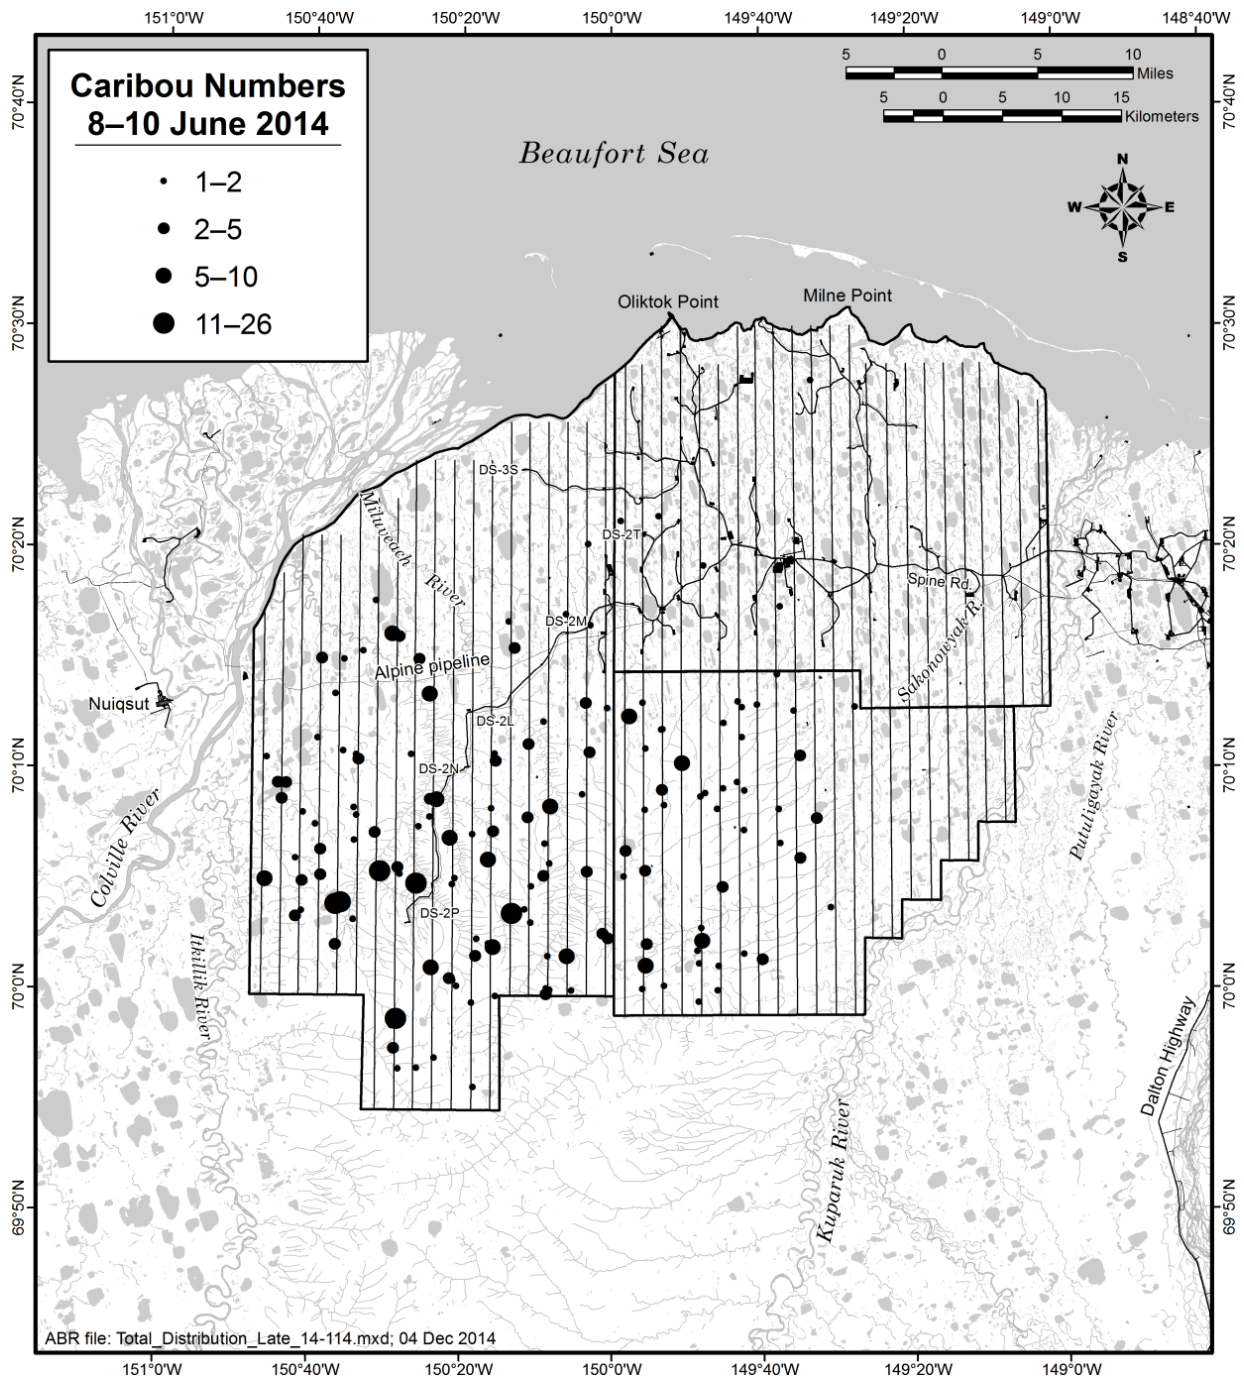 151°0'W 150°40'W 150°20'W 150°0'W 149°40'W 149°20'W 149°0'W 148°40'W
Caribou Numbers
8–10 June 2014
1–2
2–5
5–10
11–26
5 0 5 10
Miles
5 0 5 10 15
Kilometers
N
W E
S
70°40'N 70°40'N
Beaufort Sea
Oliktok Point
Milne Point
70°30'N 70°30'N
DS-3S
Miluveach River
DS-2T
70°20'N 70°20'N
Spine Rd.
DS-2M
Sakonowyak R.
Alpine pipeline
Nuiqsut
DS-2L
70°10'N 70°10'N
DS-2N
Putuligayak River
Colville River
DS-2P
Itkillik River
70°0'N 70°0'N
Dalton Highway
Kuparuk River
69°50'N 69°50'N
ABR file: Total_Distribution_Late_14-114.mxd; 04 Dec 2014
151°0'W 150°40'W 150°20'W 150°0'W 149°40'W 149°20'W 149°0'W